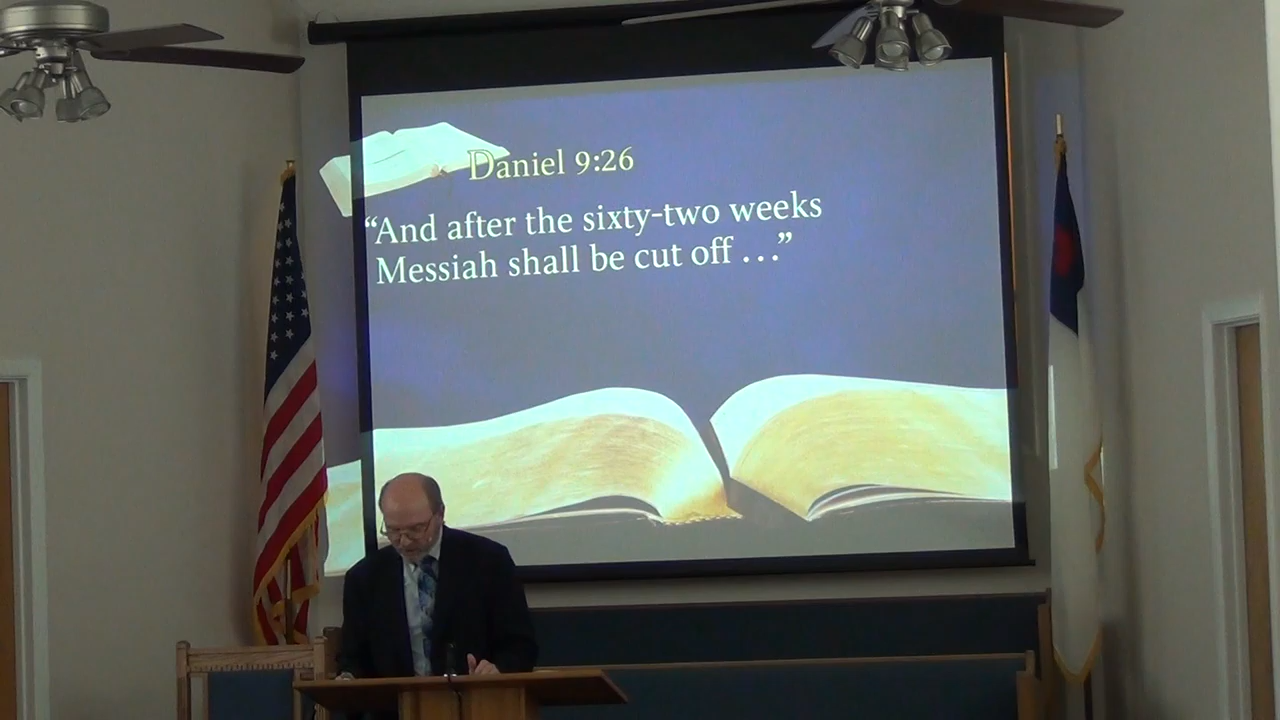 Daniel 9:26
“And after the sixty-two weeks
Messiah shall be cut off …”